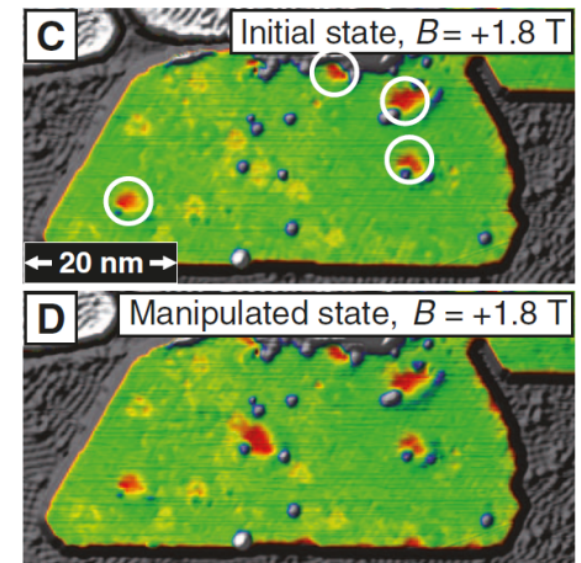 C
Initial state, B = +1.8 T
← 20 nm →
D
Manipulated state, B = +1.8 T